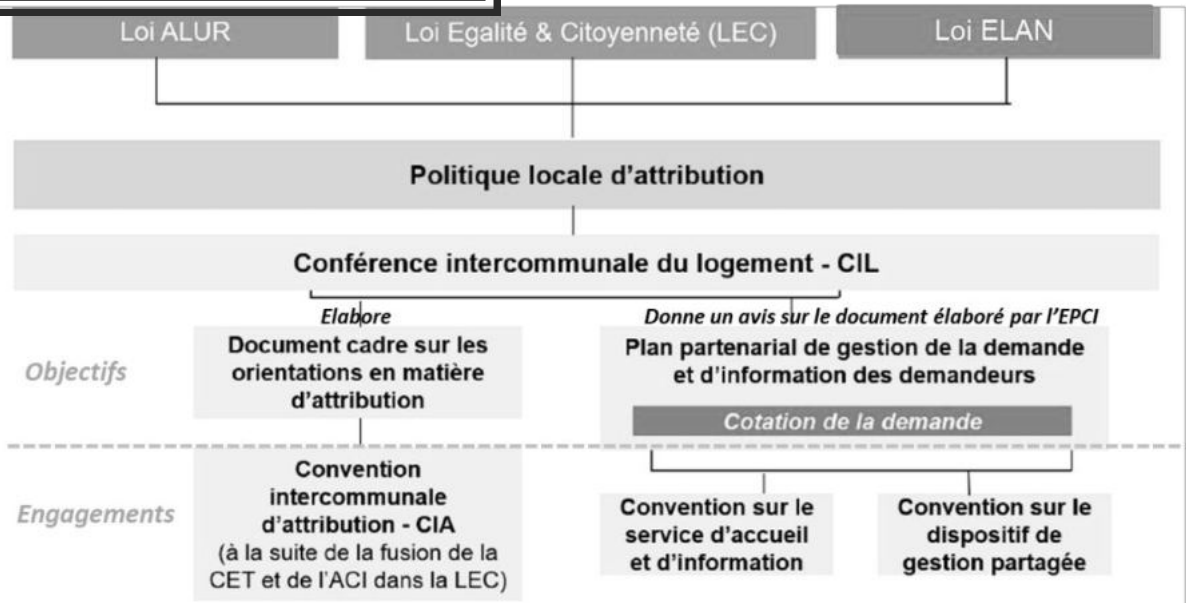 Loi ALUR
Loi Egalité & Citoyenneté (LEC)
Loi ELAN
Politique locale d'attribution
Conférence intercommunale du logement - CIL
Elabore
Donne un avis sur le document élaboré par l'EPCI
Objectifs
Document cadre sur les
orientations en matière
d'attribution
Plan partenarial de gestion de la demande
et d'information des demandeurs
Cotation de la demande
Engagements
Convention
intercommunale
d'attribution - CIA
(à la suite de la fusion de la
CET et de l'ACI dans la LEC)
Convention sur le
service d'accueil
et d'information
Convention sur le
dispositif de
gestion partagée